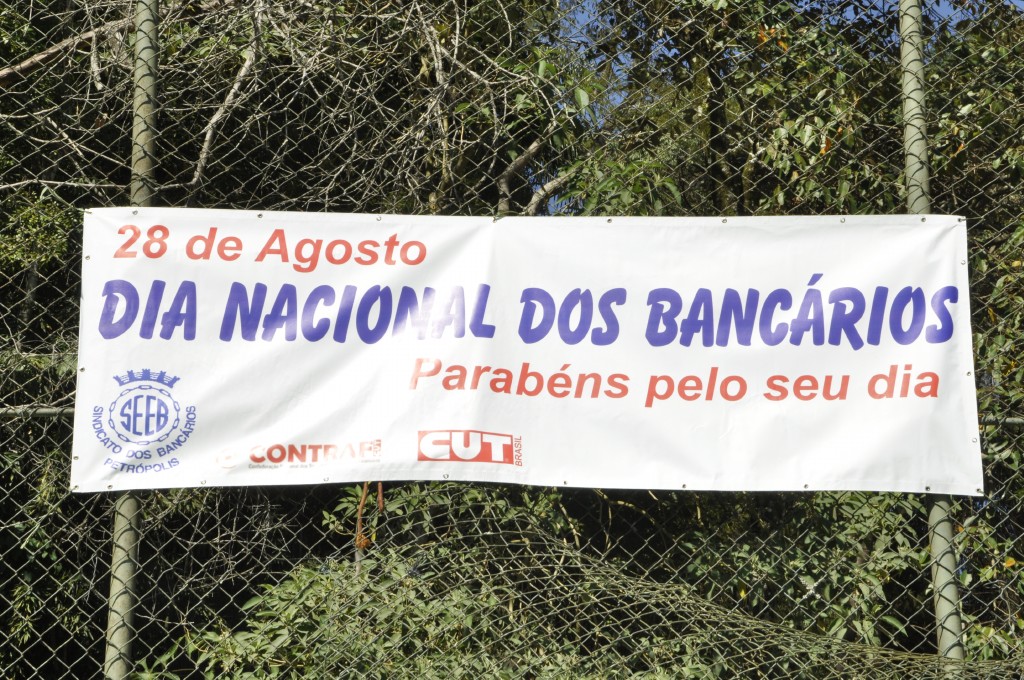 28 de Agosto
DIA NACIONAL DOS BANCÁRIOS
Parabéns pelo seu dia
SEEB
SINDICATO DOS BANCÁRIOS
PETRÓPOLIS
CONTRAF
CUT
BRASIL